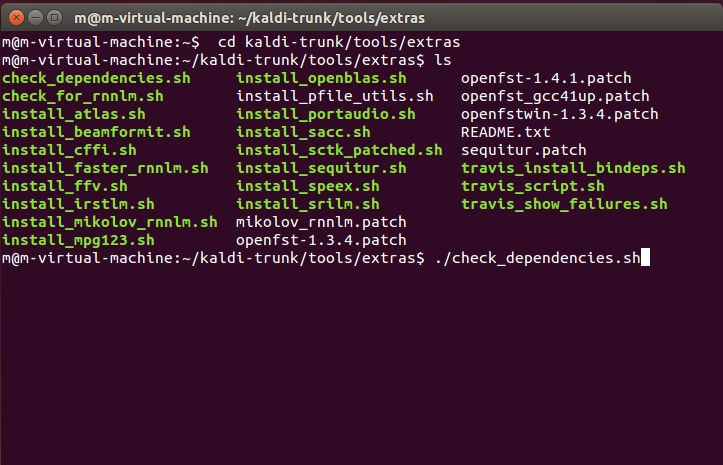 m@m-virtual-machine: ~/kaldi-trunk/tools/extras
m@m-virtual-machine:~$  cd kaldi-trunk/tools/extras
m@m-virtual-machine:~/kaldi-trunk/tools/extras$ ls
check_dependencies.sh install_openblas.sh openfst-1.4.1.patch
check_for_rnnlm.sh install_pfile_utils.sh openfst_gcc41up.patch
install_atlas.sh install_portaudio.sh openfstwin-1.3.4.patch
install_beamformit.sh install_sacc.sh README.txt
install_cffi.sh install_sctk_patched.sh sequitur.patch
install_faster_rnnlm.sh install_sequitur.sh travis_install_bindeps.sh
install_ffv.sh install_speex.sh travis_script.sh
install_irstlm.sh install_srilm.sh travis_show_failures.sh
install_mikolov_rnnlm.sh mikolov_rnnlm.patch
install_mpg123.sh openfst-1.3.4.patch
m@m-virtual-machine:~/kaldi-trunk/tools/extras$ ./check_dependencies.sh